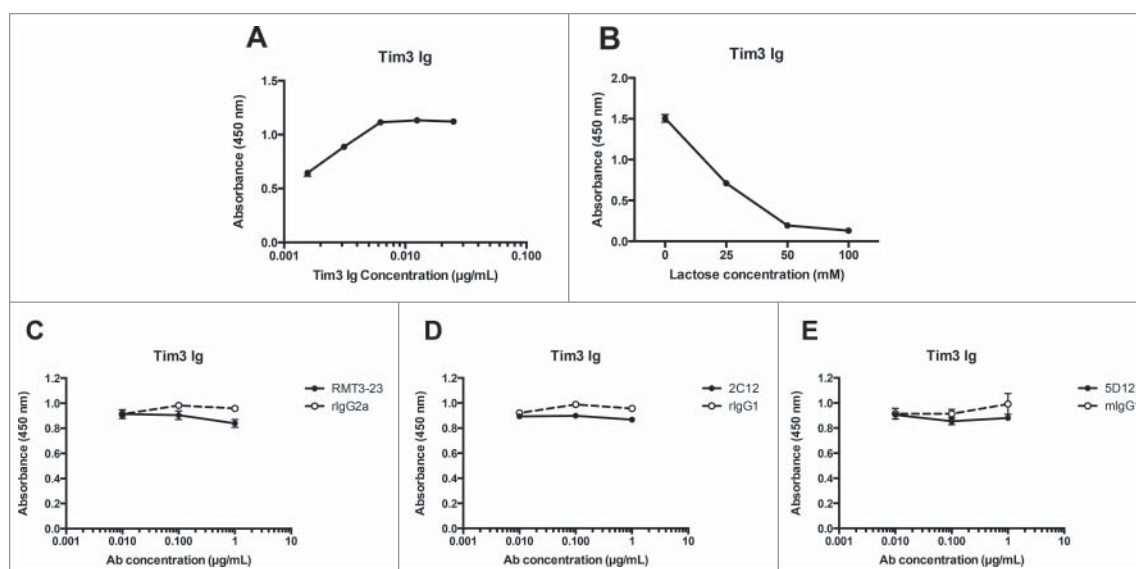 A
Tim3 Ig
Absorbance (450 nm)
1.5
1.0
0.5
0.0
0.001
0.010
0.100
Tim3 Ig Concentration (µg/mL)
B
Tim3 Ig
Absorbance (450 nm)
2.0
1.5
1.0
0.5
0.0
0
25
50
100
Lactose concentration (mM)
C
Tim3 Ig
RMT3-23
rIgG2a
Absorbance (450 nm)
1.2
1.0
0.8
0.6
0.4
0.2
0.0
0.001
0.010
0.100
1
10
Ab concentration (µg/mL)
D
Tim3 Ig
2C12
rIgG1
Absorbance (450 nm)
1.2
1.0
0.8
0.6
0.4
0.2
0.0
0.001
0.010
0.100
1
10
Ab concentration (µg/mL)
E
Tim3 Ig
5D12
Absorbance (450 nm)
1.2
1.0
0.8
0.6
0.4
0.2
0.0
0.001
0.010
0.100
1
10
Ab concentration (µg/mL)